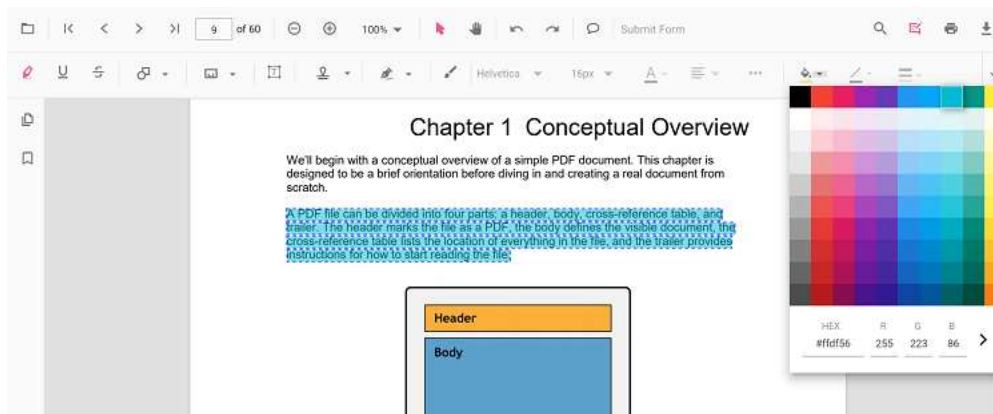 9 of 60 100% Submit Form
Helvetica 16px A
Chapter 1 Conceptual Overview
We'll begin with a conceptual overview of a simple PDF document. This chapter is
designed to be a brief orientation before diving in and creating a real document from
scratch.
A PDF file can be divided into four parts: a header, body, cross-reference table, and
trailer. The header marks the file as a PDF, the body defines the visible document, the
cross-reference table lists the location of everything in the file, and the trailer provides
instructions for how to start reading the file.
Header
Body
HEX R G B
#ffdf56 255 223 86